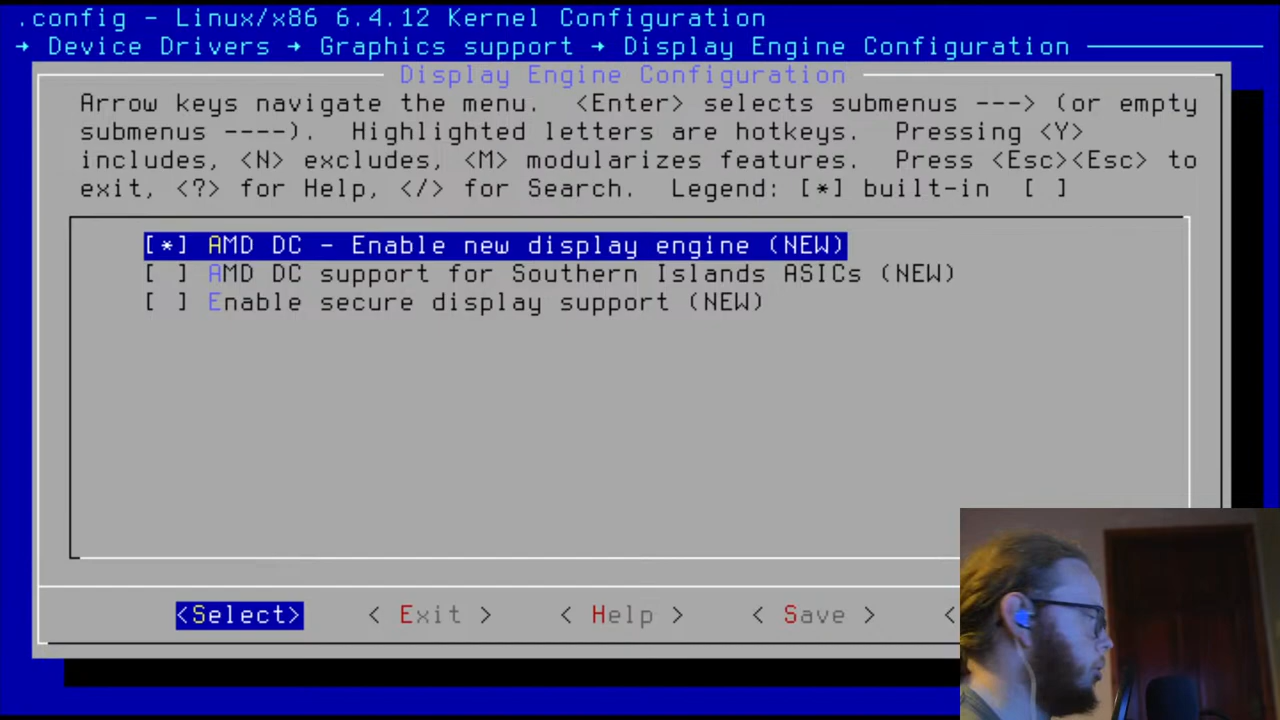 .config - Linux/x86 6.4.12 Kernel Configuration
→ Device Drivers → Graphics support → Display Engine Configuration
Display Engine Configuration
Arrow keys navigate the menu.  <Enter> selects submenus ---> (or empty
submenus ----).  Highlighted letters are hotkeys.  Pressing <Y>
includes, <N> excludes, <M> modularizes features.  Press <Esc><Esc> to
exit, <?> for Help, </> for Search.  Legend: [*] built-in  [ ]
[*] AMD DC - Enable new display engine (NEW)
[ ] AMD DC support for Southern Islands ASICs (NEW)
[ ] Enable secure display support (NEW)
<Select>    < Exit >    < Help >    < Save >    <